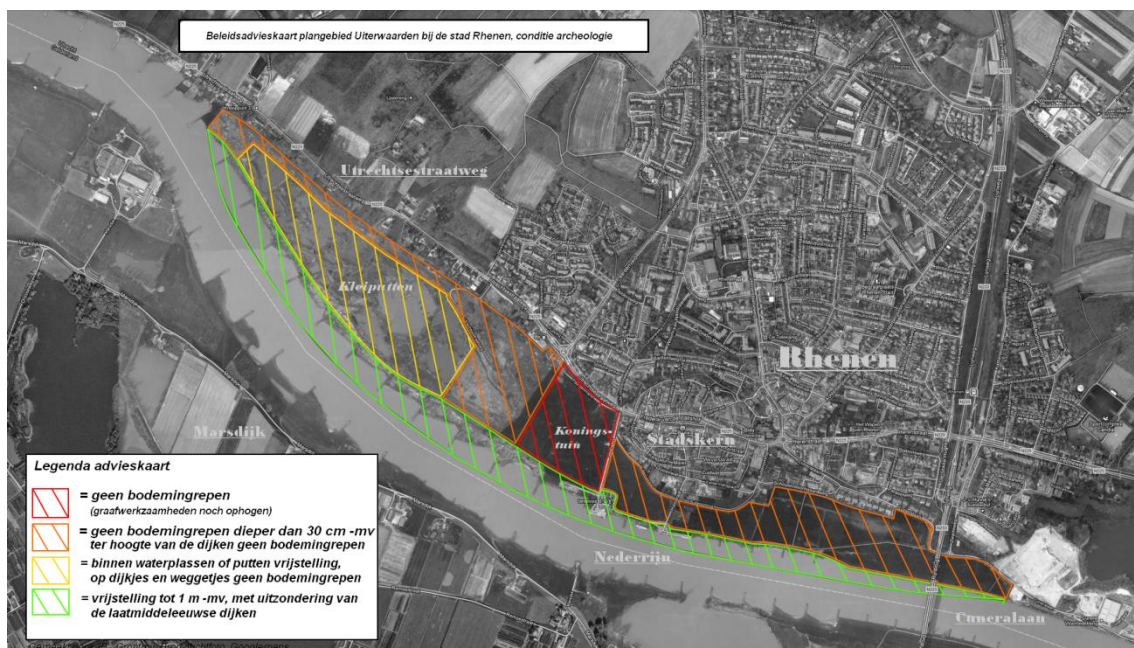 Beleidsadvieskaart plangebied Uiterwaarden bij de stad Rhenen, conditie archeologie
Utrechtsestraatweg
Kleiputten
Rhenen
Marsdijk
Konings-
tuin
Stadskern
Nederrijn
Cuneralaan
Legenda advieskaart
= geen bodemingrepen
(graafwerkzaamheden noch ophogen)
= geen bodemingrepen dieper dan 30 cm -mv
ter hoogte van de dijken geen bodemingrepen
= binnen waterplassen of putten vrijstelling,
op dijkjes en weggetjes geen bodemingrepen
= vrijstelling tot 1 m -mv, met uitzondering van
de laatmiddeleeuwse dijken